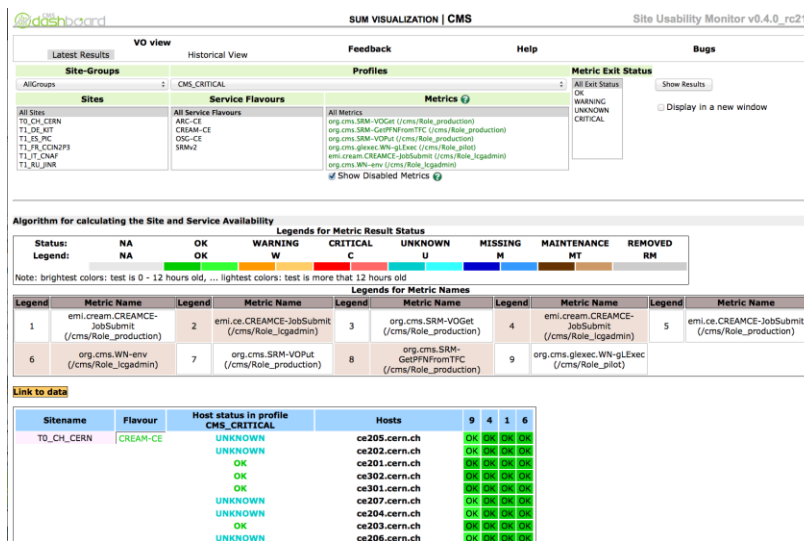 CMS dashboard
SUM VISUALIZATION | CMS
Site Usability Monitor v0.4.0_rc21
VO view
Latest Results
Historical View
Feedback
Help
Bugs
Site-Groups
Profiles
Metric Exit Status
AllGroups
CMS_CRITICAL
All Exit Status
OK
WARNING
UNKNOWN
CRITICAL
Show Results
Display in a new window
Sites
Service Flavours
Metrics
All Sites
T0_CH_CERN
T1_DE_KIT
T1_ES_PIC
T1_FR_CCIN2P3
T1_IT_CNAF
T1_RU_JINR
All Service Flavours
ARC-CE
CREAM-CE
OSG-CE
SRMv2
All Metrics
org.cms.SRM-VOGet (/cms/Role_production)
org.cms.SRM-GetPFNFromTFC (/cms/Role_production)
org.cms.SRM-VOPut (/cms/Role_production)
org.cms.glexec.WN-gLExec (/cms/Role_pilot)
emi.cream.CREAMCE-JobSubmit (/cms/Role_lcgadmin)
org.cms.WN-env (/cms/Role_lcgadmin)
Show Disabled Metrics
Algorithm for calculating the Site and Service Availability
Legends for Metric Result Status
Status: NA OK WARNING CRITICAL UNKNOWN MISSING MAINTENANCE REMOVED
Legend: NA OK W C U M MT RM
Note: brightest colors: test is 0 - 12 hours old, ... lightest colors: test is more that 12 hours old
Legends for Metric Names
Legend Metric Name Legend Metric Name Legend Metric Name Legend Metric Name Legend Metric Name
1 emi.cream.CREAMCE-JobSubmit (/cms/Role_production) 2 emi.ce.CREAMCE-JobSubmit (/cms/Role_lcgadmin) 3 org.cms.SRM-VOGet (/cms/Role_production) 4 emi.cream.CREAMCE-JobSubmit (/cms/Role_lcgadmin) 5 emi.ce.CREAMCE-JobSubmit (/cms/Role_production)
6 org.cms.WN-env (/cms/Role_lcgadmin) 7 org.cms.SRM-VOPut (/cms/Role_production) 8 org.cms.SRM-GetPFNFromTFC (/cms/Role_production) 9 org.cms.glexec.WN-gLExec (/cms/Role_pilot)
Link to data
Sitename Flavour Host status in profile CMS_CRITICAL Hosts 9 4 1 6
T0_CH_CERN CREAM-CE UNKNOWN ce205.cern.ch OK OK OK OK
UNKNOWN ce202.cern.ch OK OK OK OK
OK ce201.cern.ch OK OK OK OK
OK ce302.cern.ch OK OK OK OK
OK ce301.cern.ch OK OK OK OK
UNKNOWN ce207.cern.ch OK OK OK OK
UNKNOWN ce204.cern.ch OK OK OK OK
OK ce203.cern.ch OK OK OK OK
UNKNOWN ce206.cern.ch OK OK OK OK